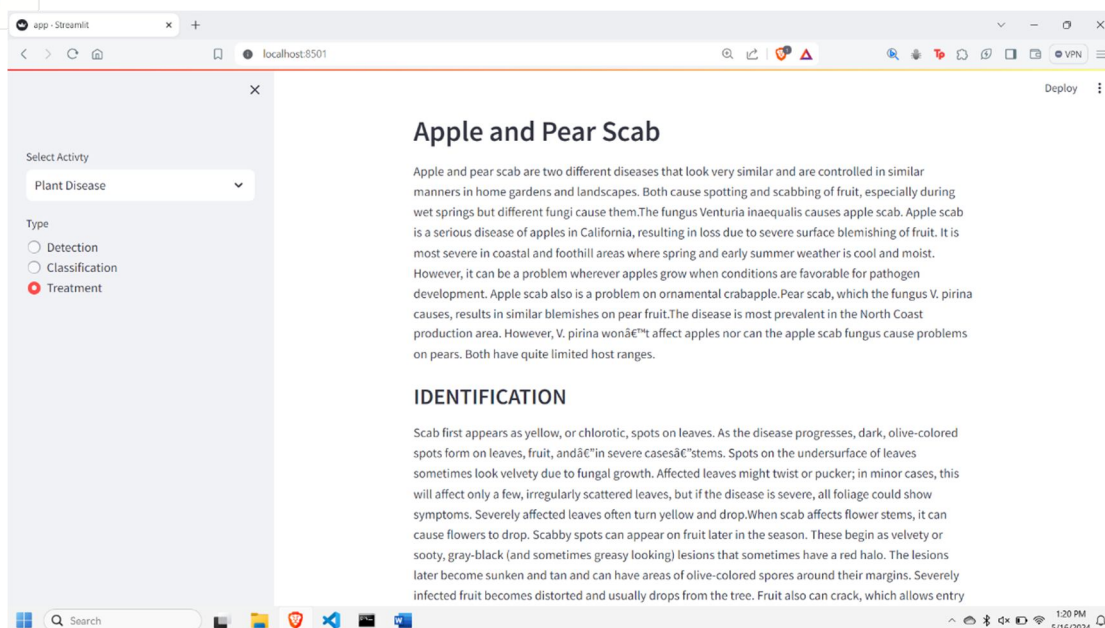 app - Streamlit
localhost:8501
VPN
Deploy
Select Activty
Plant Disease
Type
Detection
Classification
Treatment
Apple and Pear Scab
Apple and pear scab are two different diseases that look very similar and are controlled in similar
manners in home gardens and landscapes. Both cause spotting and scabbing of fruit, especially during
wet springs but different fungi cause them.The fungus Venturia inaequalis causes apple scab. Apple scab
is a serious disease of apples in California, resulting in loss due to severe surface blemishing of fruit. It is
most severe in coastal and foothill areas where spring and early summer weather is cool and moist.
However, it can be a problem wherever apples grow when conditions are favorable for pathogen
development. Apple scab also is a problem on ornamental crabapple.Pear scab, which the fungus V. pirina
causes, results in similar blemishes on pear fruit.The disease is most prevalent in the North Coast
production area. However, V. pirina wonâ€™t affect apples nor can the apple scab fungus cause problems
on pears. Both have quite limited host ranges.
IDENTIFICATION
Scab first appears as yellow, or chlorotic, spots on leaves. As the disease progresses, dark, olive-colored
spots form on leaves, fruit, andâ€”in severe casesâ€”stems. Spots on the undersurface of leaves
sometimes look velvety due to fungal growth. Affected leaves might twist or pucker; in minor cases, this
will affect only a few, irregularly scattered leaves, but if the disease is severe, all foliage could show
symptoms. Severely affected leaves often turn yellow and drop.When scab affects flower stems, it can
cause flowers to drop. Scabby spots can appear on fruit later in the season. These begin as velvety or
sooty, gray-black (and sometimes greasy looking) lesions that sometimes have a red halo. The lesions
later become sunken and tan and can have areas of olive-colored spores around their margins. Severely
infected fruit becomes distorted and usually drops from the tree. Fruit also can crack, which allows entry
Search
1:20 PM
5/16/2024